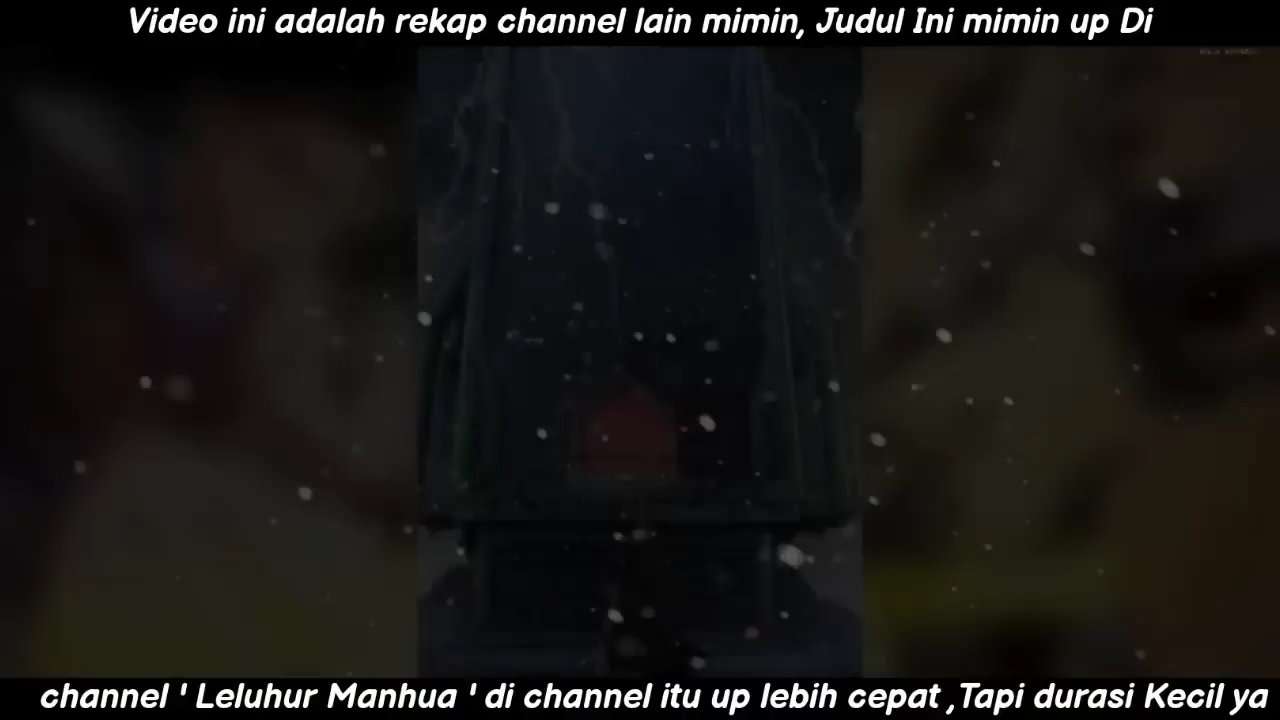 Video ini adalah rekap channel lain mimin, Judul Ini mimin up Di
channel ' Leluhur Manhua ' di channel itu up lebih cepat ,Tapi durasi Kecil ya